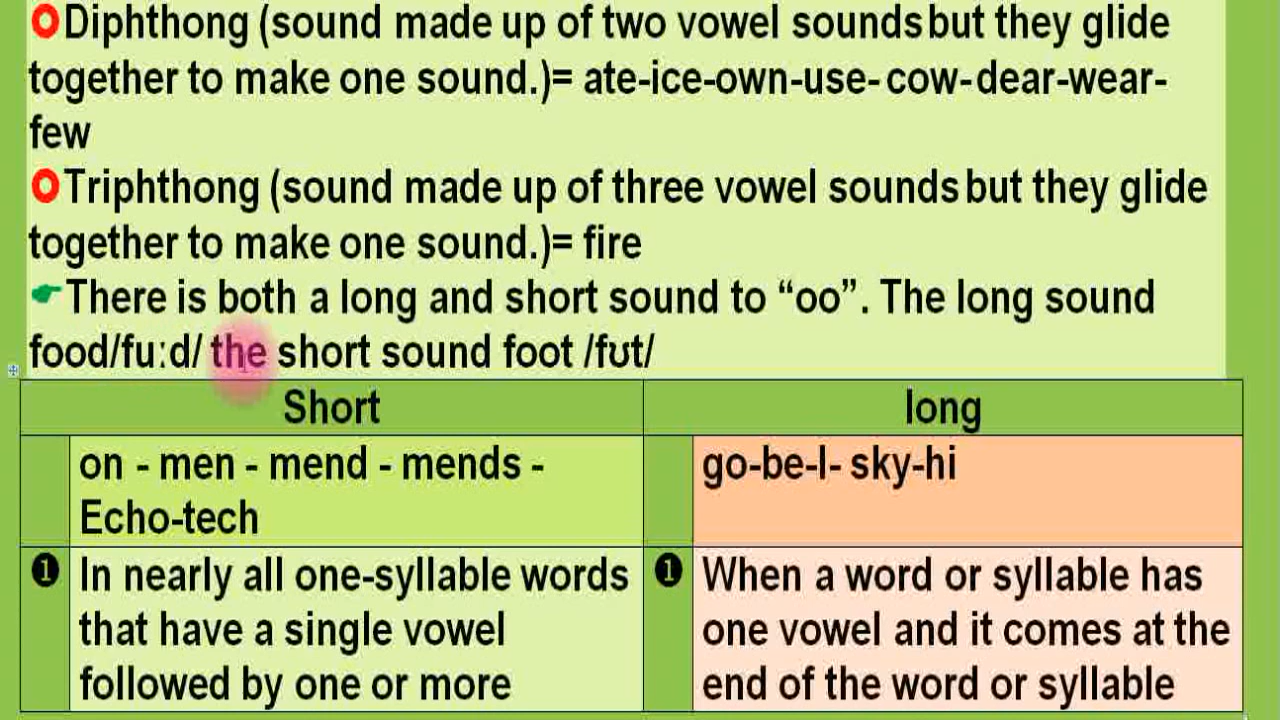 Diphthong (sound made up of two vowel sounds but they glide
together to make one sound.)= ate-ice-own-use- cow-dear-wear-
few
Triphthong (sound made up of three vowel sounds but they glide
together to make one sound.)= fire
There is both a long and short sound to “oo”. The long sound
food/fuːd/ the short sound foot /fʊt/
Short
long
on - men - mend - mends -
Echo-tech
go-be-I- sky-hi
❶ In nearly all one-syllable words
that have a single vowel
followed by one or more
❶ When a word or syllable has
one vowel and it comes at the
end of the word or syllable